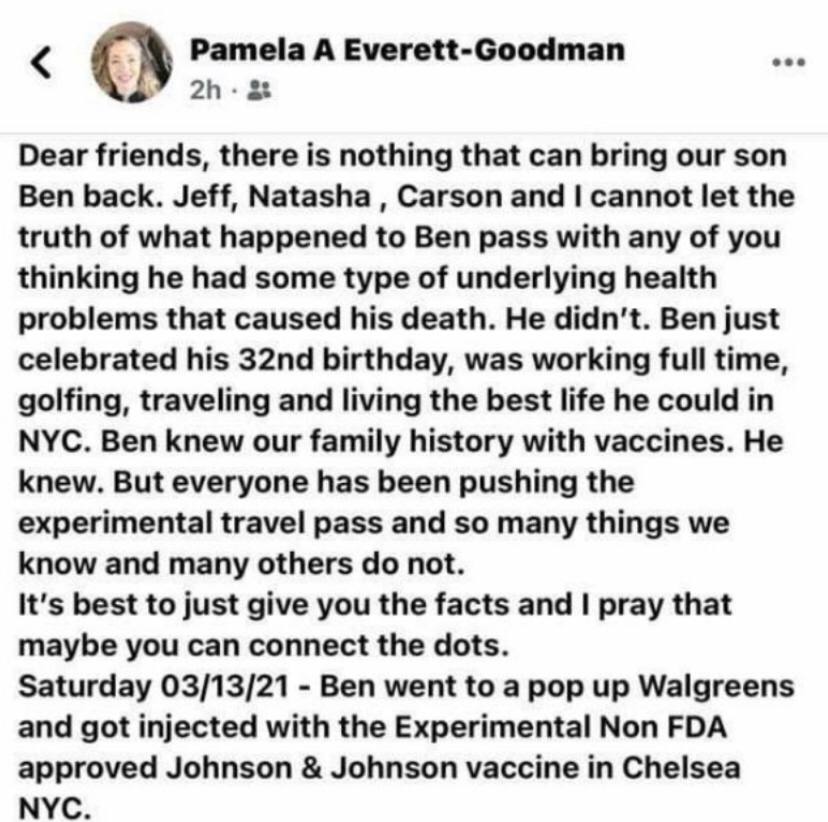 Pamela A Everett-Goodman
2h ·
Dear friends, there is nothing that can bring our son
Ben back. Jeff, Natasha , Carson and I cannot let the
truth of what happened to Ben pass with any of you
thinking he had some type of underlying health
problems that caused his death. He didn't. Ben just
celebrated his 32nd birthday, was working full time,
golfing, traveling and living the best life he could in
NYC. Ben knew our family history with vaccines. He
knew. But everyone has been pushing the
experimental travel pass and so many things we
know and many others do not.
It's best to just give you the facts and I pray that
maybe you can connect the dots.
Saturday 03/13/21 - Ben went to a pop up Walgreens
and got injected with the Experimental Non FDA
approved Johnson & Johnson vaccine in Chelsea
NYC.